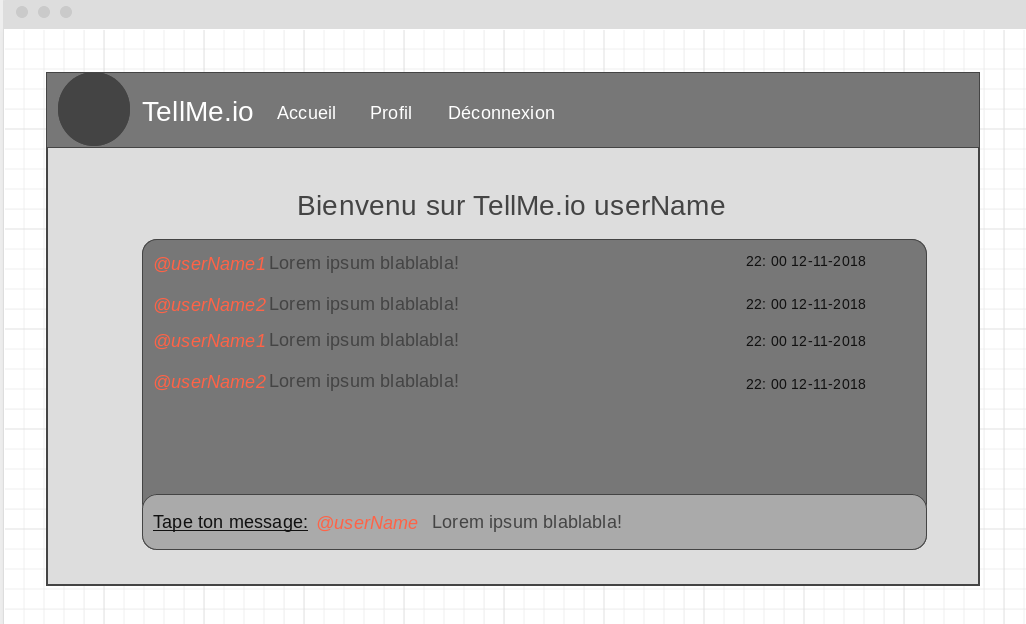 TellMe.io Accueil Profil Déconnexion
Bienvenu sur TellMe.io userName
@userName1 Lorem ipsum blablabla! 22: 00 12-11-2018
@userName2 Lorem ipsum blablabla! 22: 00 12-11-2018
@userName1 Lorem ipsum blablabla! 22: 00 12-11-2018
@userName2 Lorem ipsum blablabla! 22: 00 12-11-2018
Tape ton message: @userName Lorem ipsum blablabla!